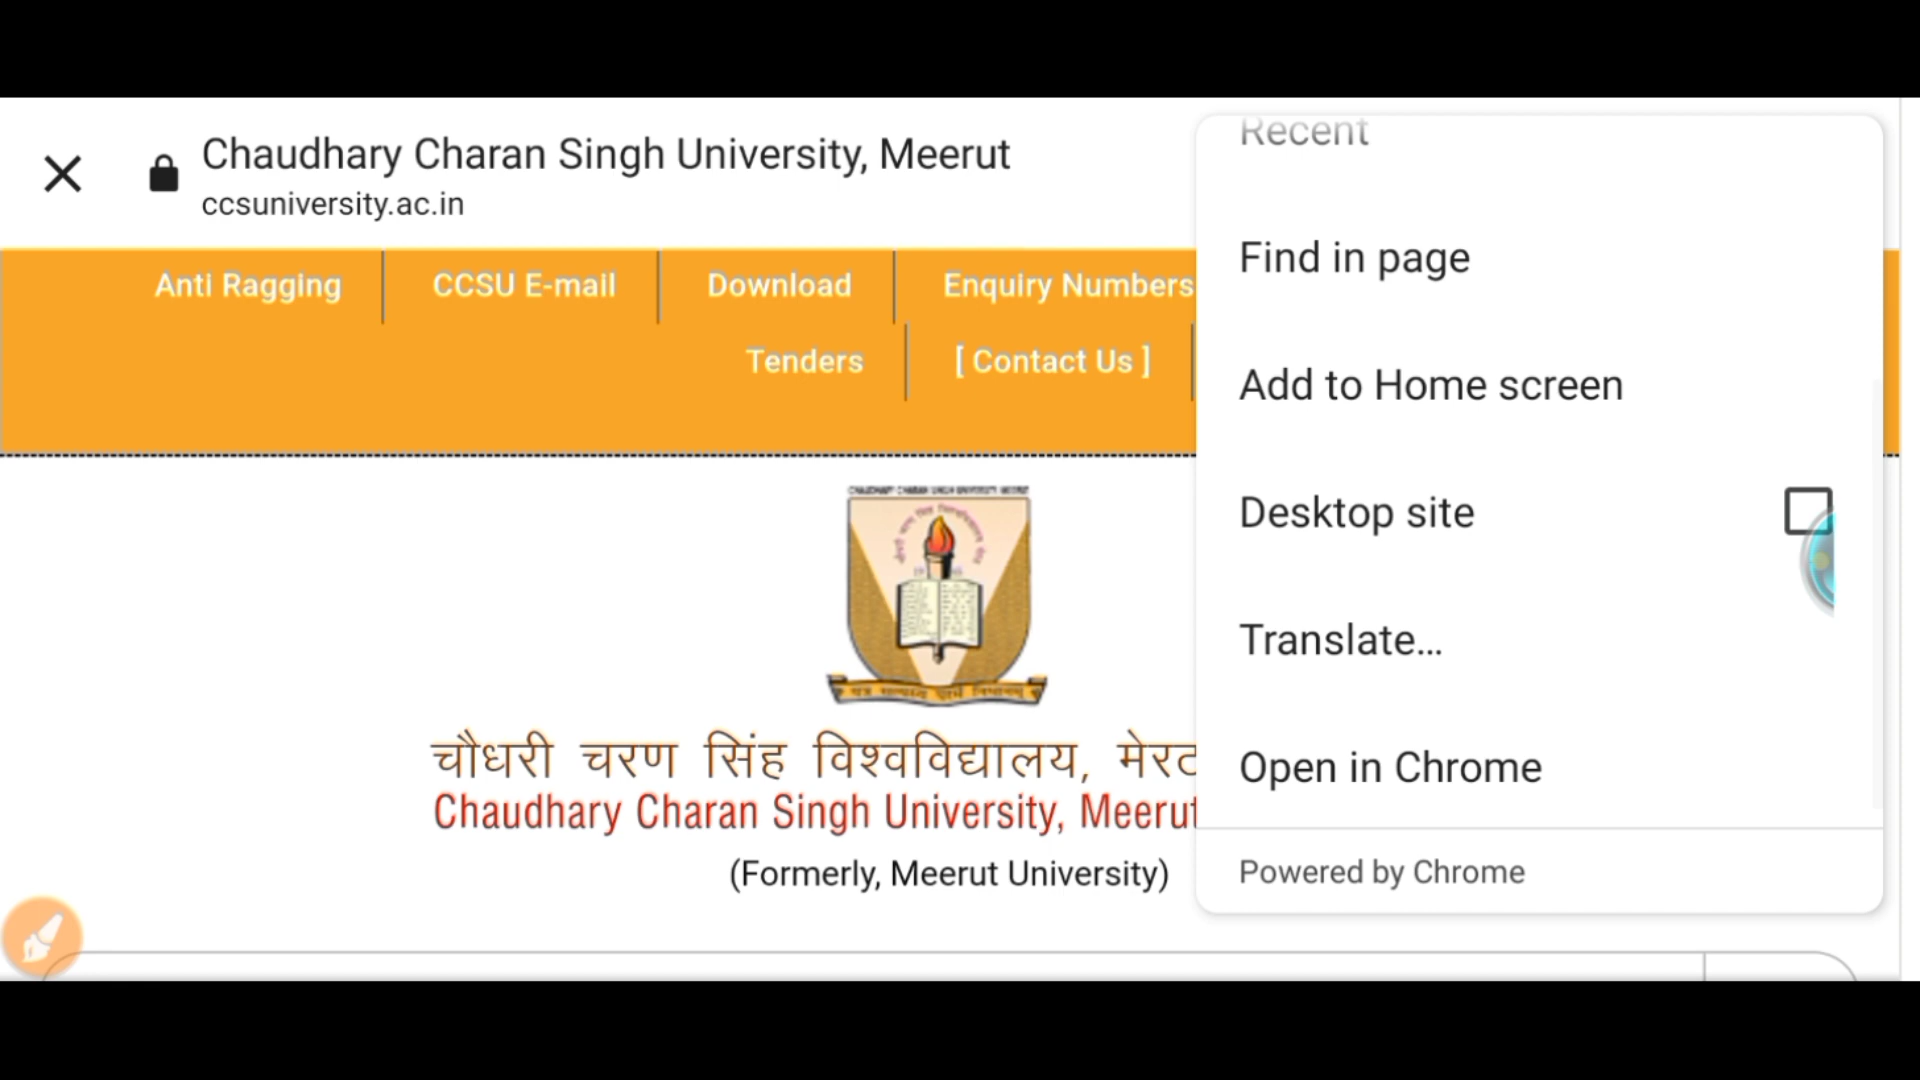 Chaudhary Charan Singh University, Meerut
ccsuniversity.ac.in
Anti Ragging
CCSU E-mail
Download
Enquiry Numbers
Tenders
[ Contact Us ]
चौधरी चरण सिंह विश्वविद्यालय,
Chaudhary Charan Singh University, Meerut
(Formerly, Meerut University)
Recent
Find in page
Add to Home screen
Desktop site
Translate...
Open in Chrome
Powered by Chrome